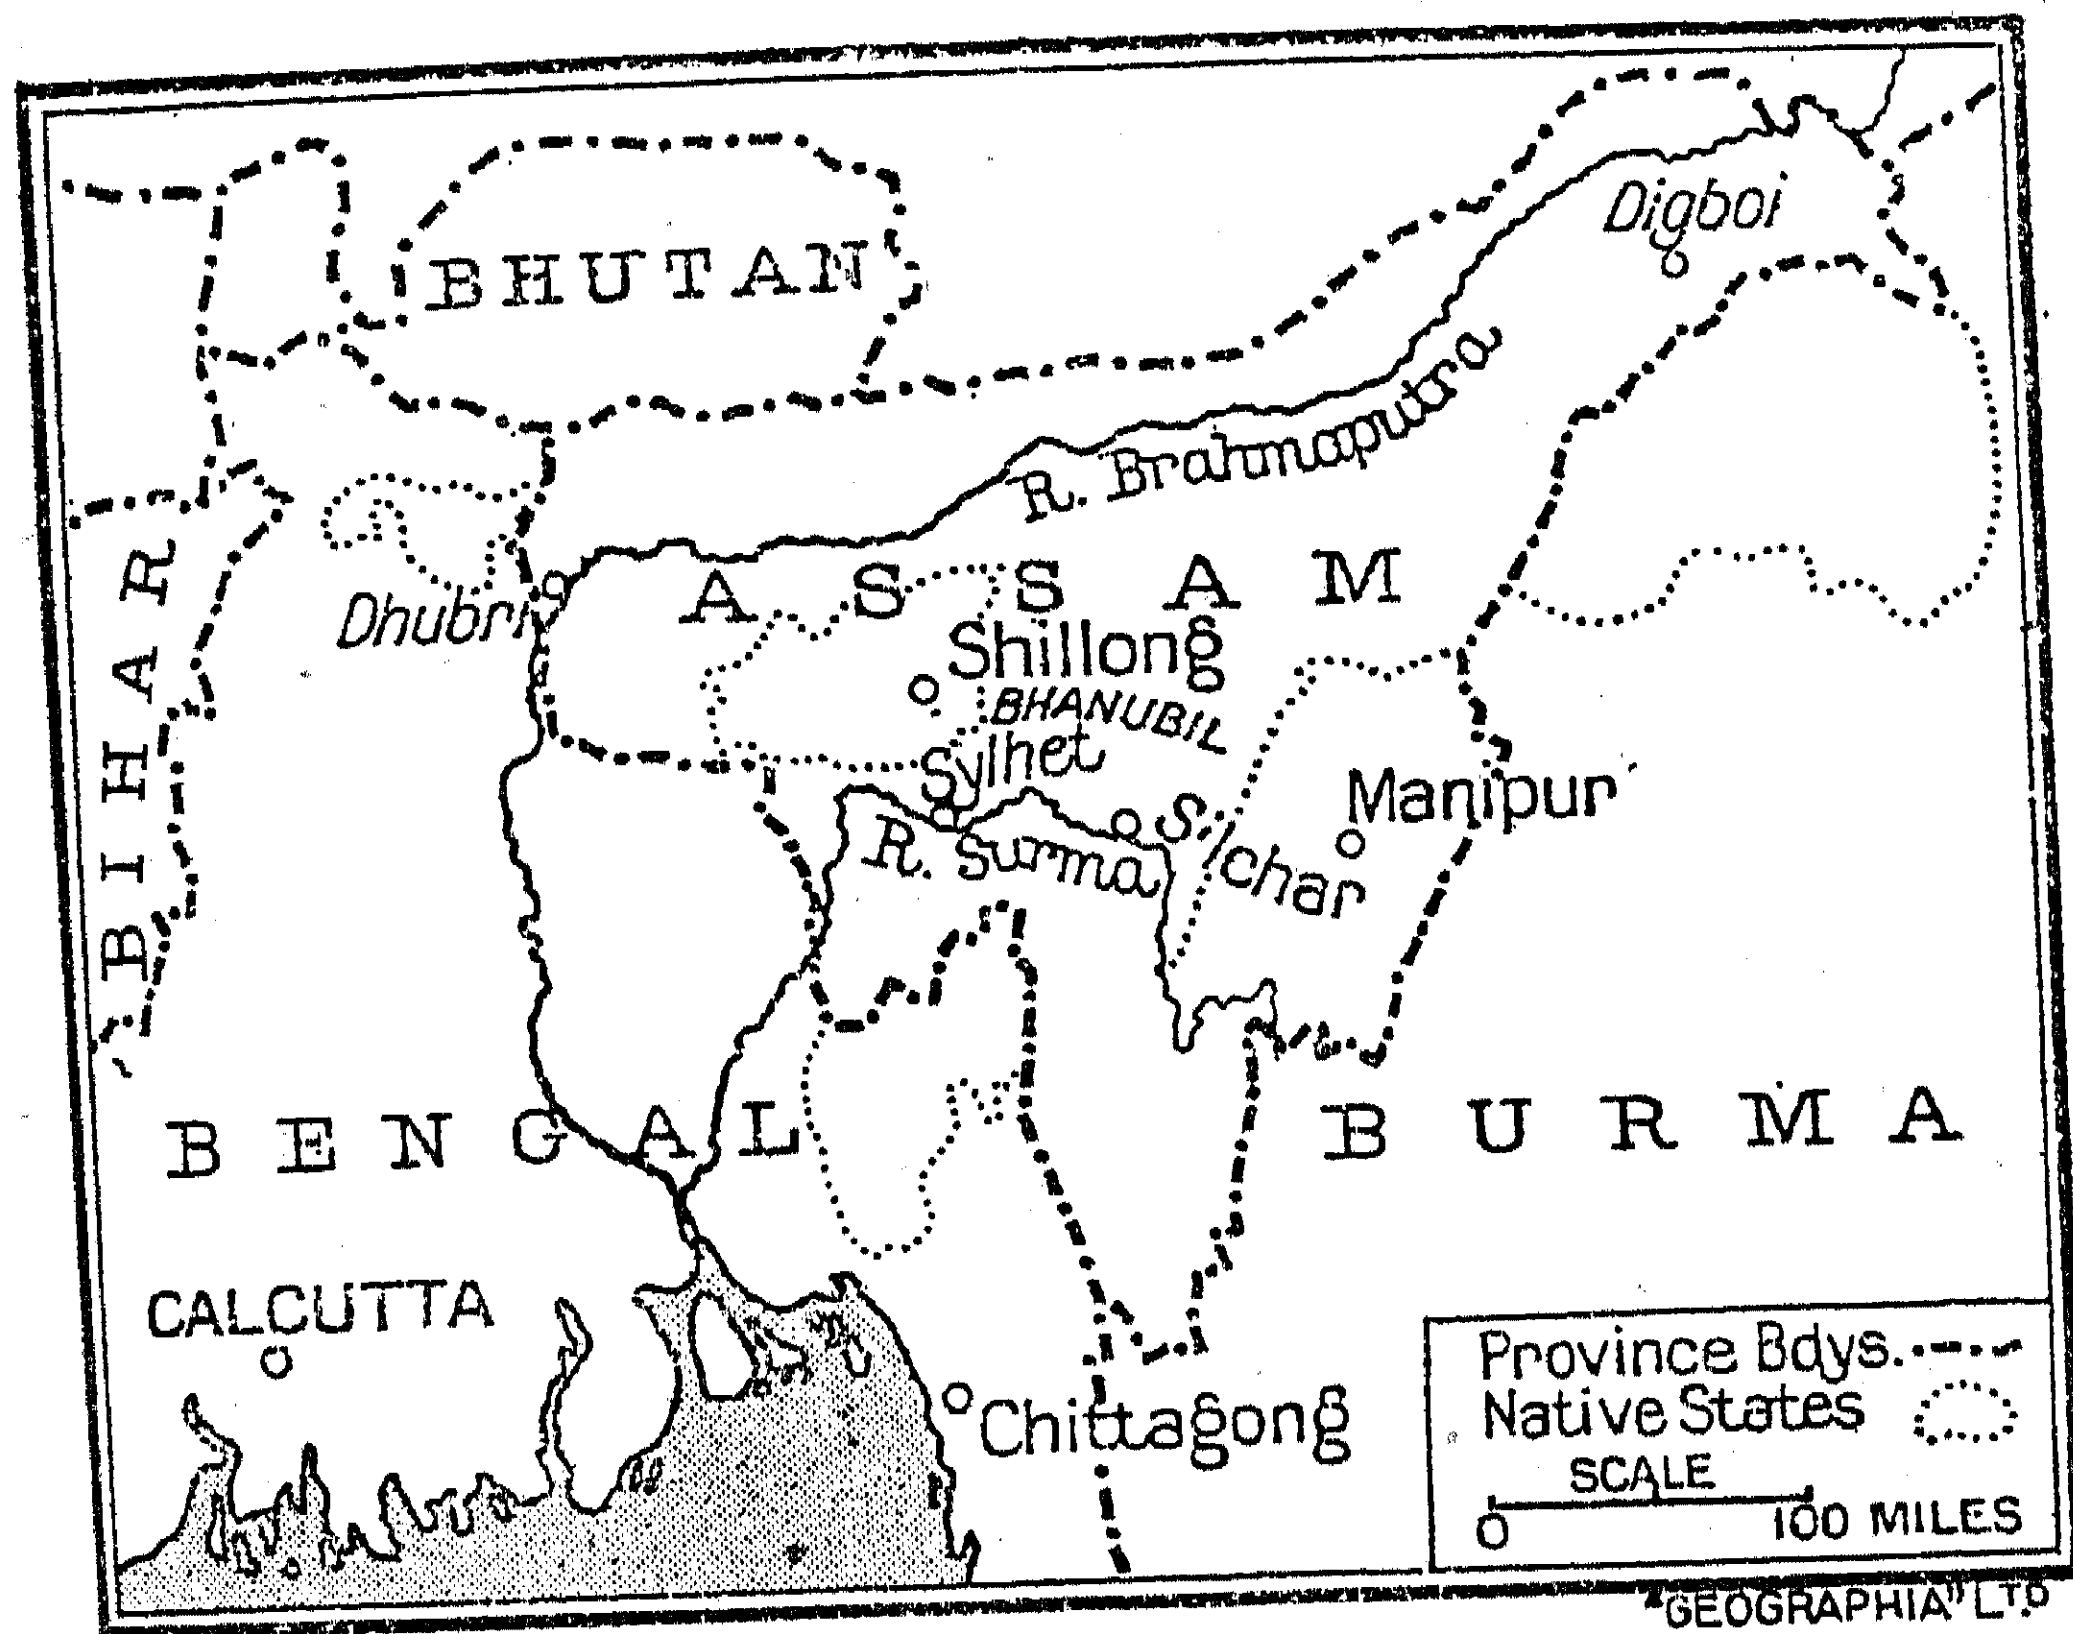 Digboi
BHUTAN
R. Brahmaputra
BIHAR
ASSAM
Dhubri
Shillong
BHANUBIL
Sylhet
Manipur
R. Surma
Silchar
BENGAL
BURMA
CALCUTTA
Chittagong
Province Bdys.
Native States
SCALE
0 100 MILES
"GEOGRAPHIA" LTD.